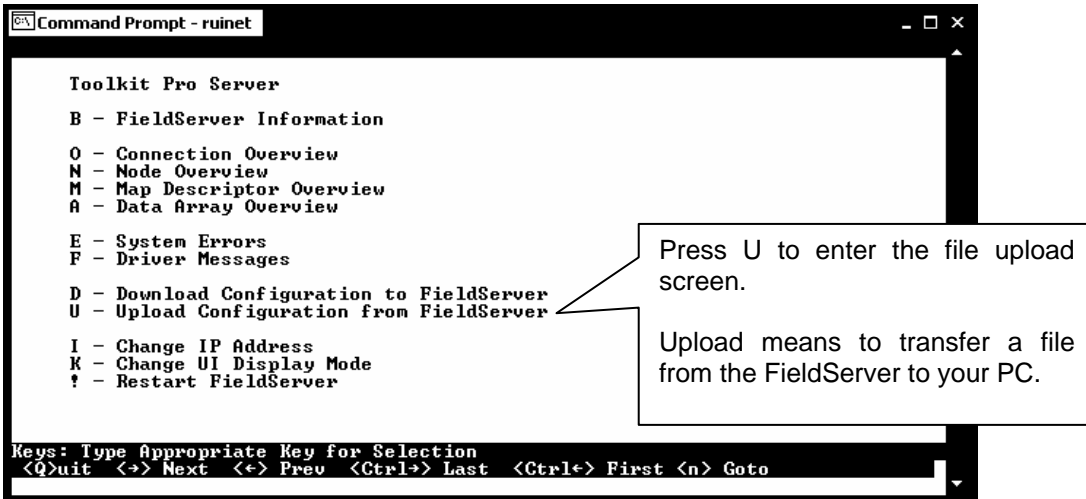 Command Prompt - ruinet
Toolkit Pro Server
B - FieldServer Information
O - Connection Overview
N - Node Overview
M - Map Descriptor Overview
A - Data Array Overview
E - System Errors
F - Driver Messages
D - Download Configuration to FieldServer
U - Upload Configuration from FieldServer
I - Change IP Address
K - Change UI Display Mode
! - Restart FieldServer
Press U to enter the file upload
screen.
Upload means to transfer a file
from the FieldServer to your PC.
Keys: Type Appropriate Key for Selection
<Q>uit <→> Next <←> Prev <Ctrl→> Last <Ctrl←> First <n> Goto